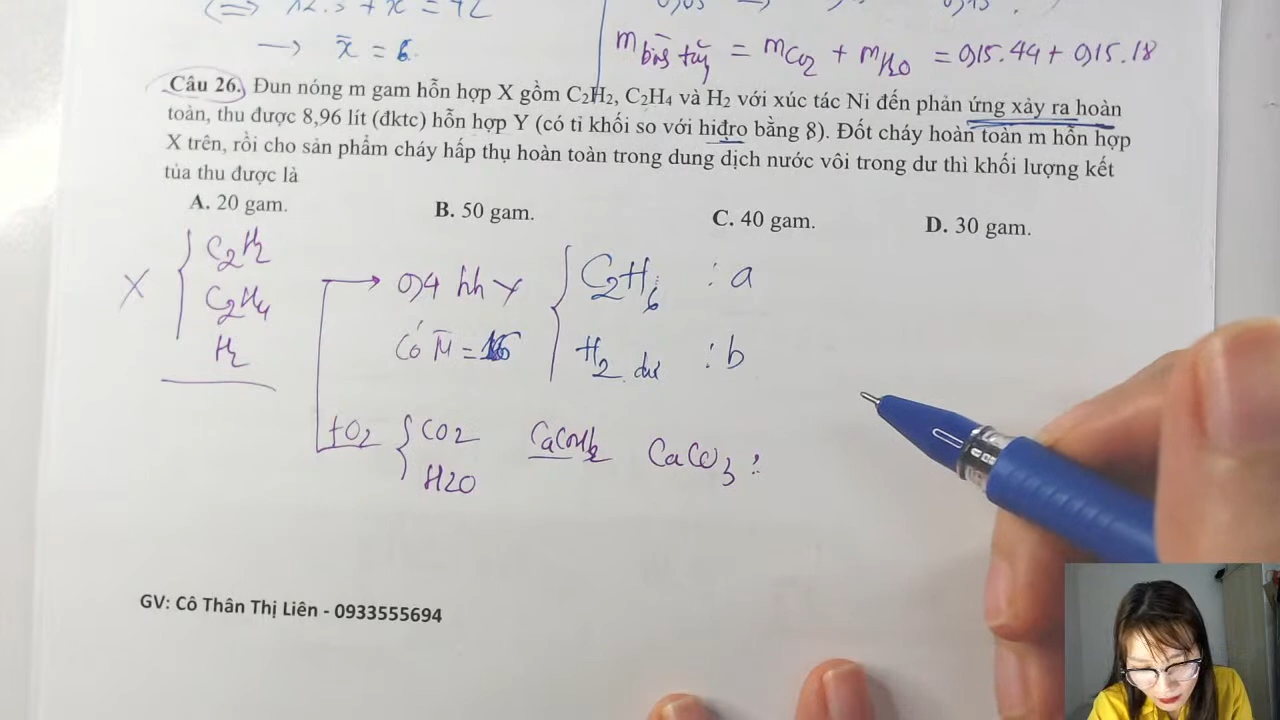 → x̄ = 6
m bình tăng = mCO2 + mH2O = 0,15.44 + 0,15.18
Câu 26. Đun nóng m gam hỗn hợp X gồm C₂H₂, C₂H₄ và H₂ với xúc tác Ni đến phản ứng xảy ra hoàn
toàn, thu được 8,96 lít (đktc) hỗn hợp Y (có tỉ khối so với hiđro bằng 8). Đốt cháy hoàn toàn m hỗn hợp
X trên, rồi cho sản phẩm cháy hấp thụ hoàn toàn trong dung dịch nước vôi trong dư thì khối lượng kết
tủa thu được là
A. 20 gam. B. 50 gam. C. 40 gam. D. 30 gam.
X { C2H2
C2H4
H2
→ 0,4 hh Y { C2H6 : a
Có M̄ = 16 H2 dư : b
+O2 { CO2 Ca(OH)2 CaCO3 ?
H2O
GV: Cô Thân Thị Liên - 0933555694